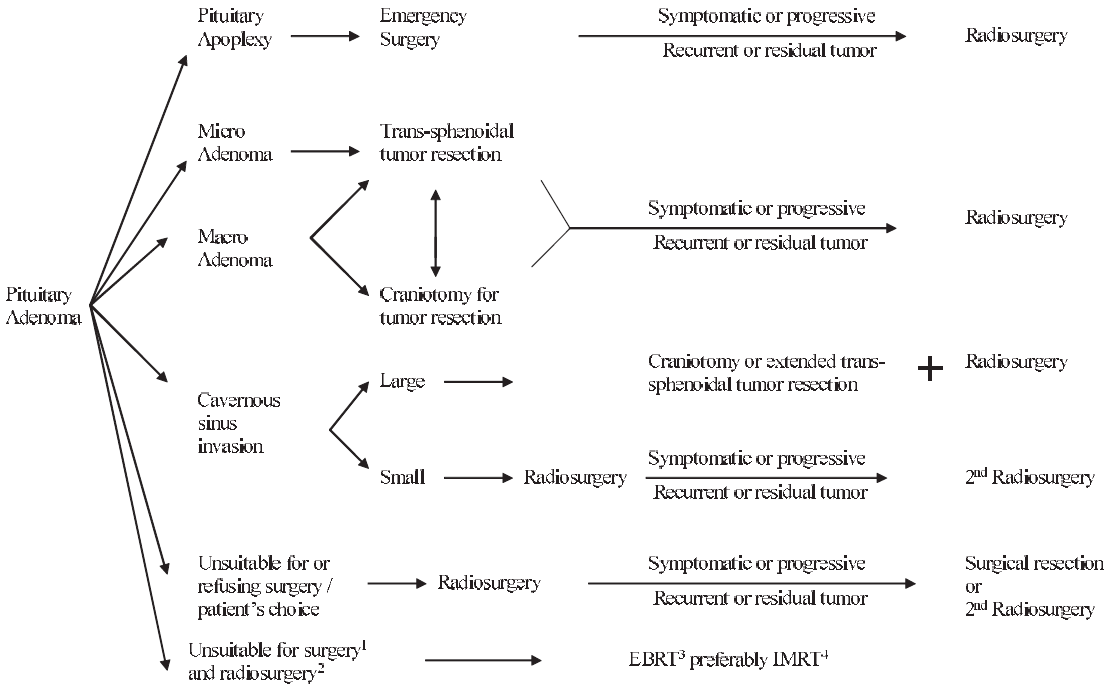 Pituitary
Apoplexy
Emergency
Surgery
Symptomatic or progressive
Recurrent or residual tumor
Radiosurgery
Micro
Adenoma
Trans-sphenoidal
tumor resection
Macro
Adenoma
Symptomatic or progressive
Recurrent or residual tumor
Radiosurgery
Pituitary
Adenoma
Craniotomy for
tumor resection
Cavernous
sinus
invasion
Large
Craniotomy or extended trans-
sphenoidal tumor resection
+
Radiosurgery
Small
Radiosurgery
Symptomatic or progressive
Recurrent or residual tumor
2nd Radiosurgery
Unsuitable for or
refusing surgery /
patient's choice
Radiosurgery
Symptomatic or progressive
Recurrent or residual tumor
Surgical resection
or
2nd Radiosurgery
Unsuitable for surgery1
and radiosurgery2
EBRT3 preferably IMRT4